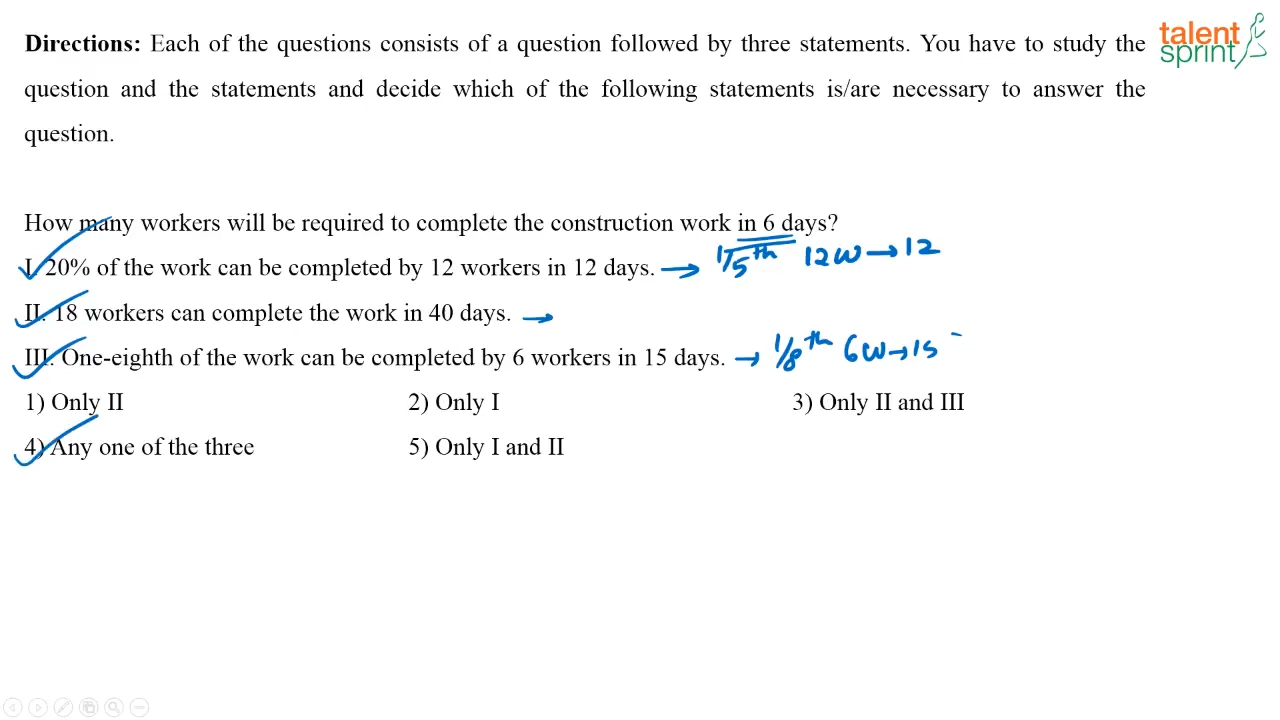 talent
sprint
Directions: Each of the questions consists of a question followed by three statements. You have to study the
question and the statements and decide which of the following statements is/are necessary to answer the
question.
How many workers will be required to complete the construction work in 6 days?
I. 20% of the work can be completed by 12 workers in 12 days. → 1/5th 12W → 12
II. 18 workers can complete the work in 40 days. →
III. One-eighth of the work can be completed by 6 workers in 15 days. → 1/8th 6W → 15
1) Only II 2) Only I 3) Only II and III
4) Any one of the three 5) Only I and II